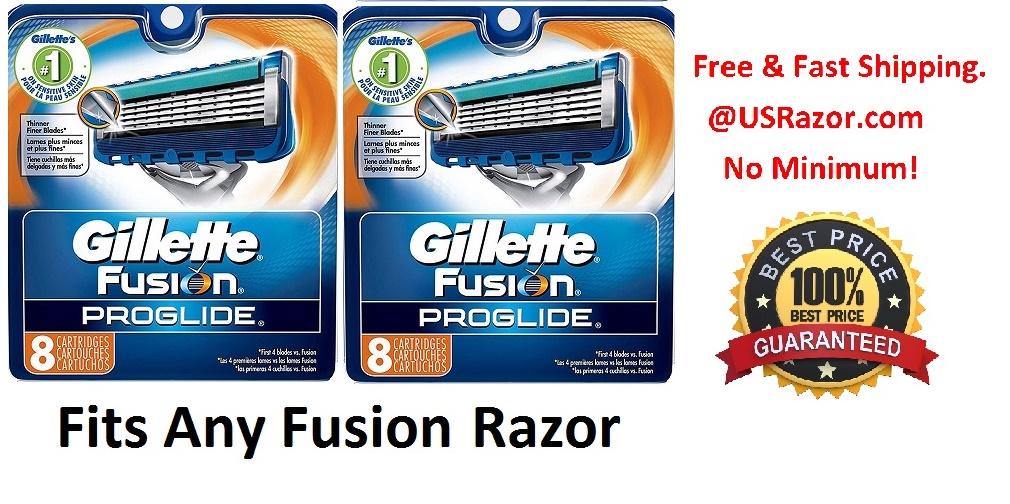 Gillette's
#1
ON SENSITIVE SKIN
POUR LA PEAU SENSIBLE
Thinner
Finer Blades*
Lames plus minces
et plus fines*
Tiene cuchillas más
delgadas y más finas*
Gillette®
FUSION®
PROGLIDE®
8 CARTRIDGES
CARTOUCHES
CARTUCHOS
*First 4 blades vs. Fusion
*Les 4 premières lames vs les lames Fusion
*las primeras 4 cuchillas vs. Fusion
Gillette's
#1
ON SENSITIVE SKIN
POUR LA PEAU SENSIBLE
Thinner
Finer Blades*
Lames plus minces
et plus fines*
Tiene cuchillas más
delgadas y más finas*
Gillette®
FUSION®
PROGLIDE®
8 CARTRIDGES
CARTOUCHES
CARTUCHOS
*First 4 blades vs. Fusion
*Les 4 premières lames vs les lames Fusion
*las primeras 4 cuchillas vs. Fusion
Free & Fast Shipping.
@USRazor.com
No Minimum!
BEST PRICE
100%
BEST PRICE
GUARANTEED
Fits Any Fusion Razor